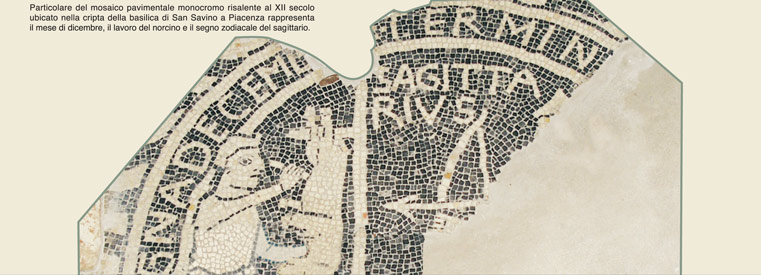 Particolare del mosaico pavimentale monocromo risalente al XII secolo
ubicato nella cripta della basilica di San Savino a Piacenza rappresenta
il mese di dicembre, il lavoro del norcino e il segno zodiacale del sagittario.
SAGITTA
RIVS